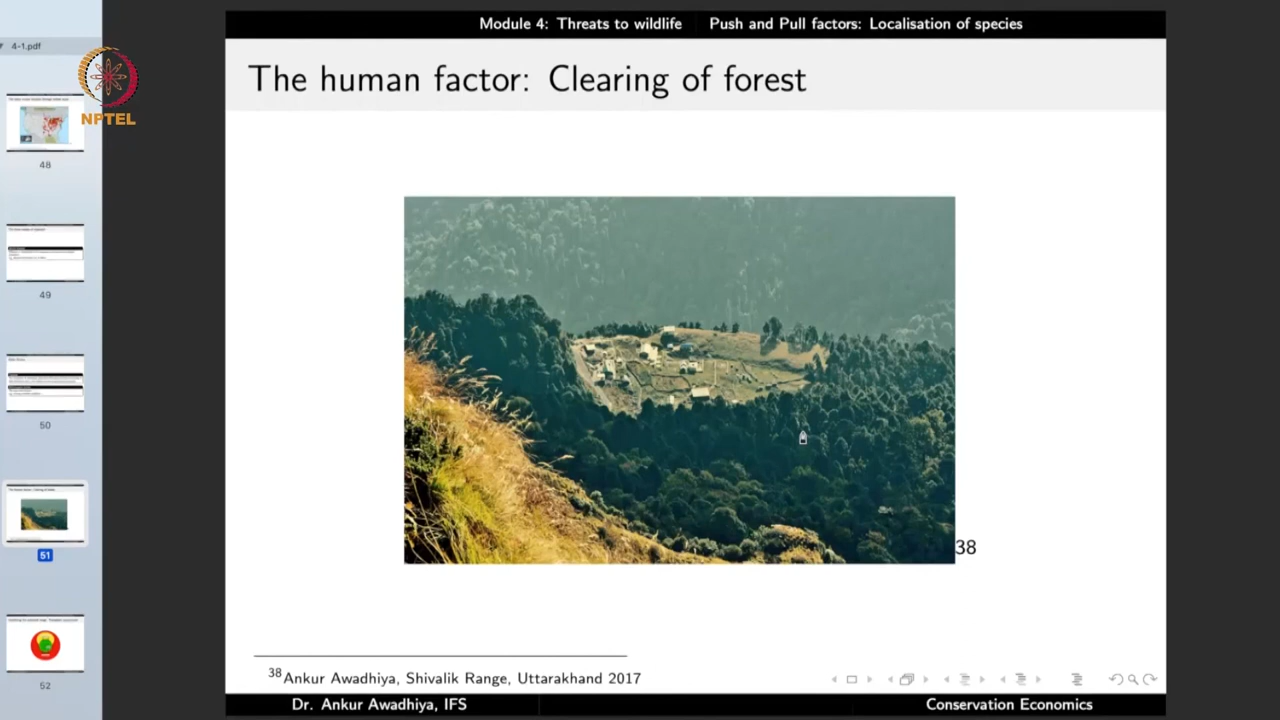 Module 4: Threats to wildlife Push and Pull factors: Localisation of species
4-1.pdf
The human factor: Clearing of forest
NPTEL
48
49
50
51
52
38
38 Ankur Awadhiya, Shivalik Range, Uttarakhand 2017
Dr. Ankur Awadhiya, IFS Conservation Economics